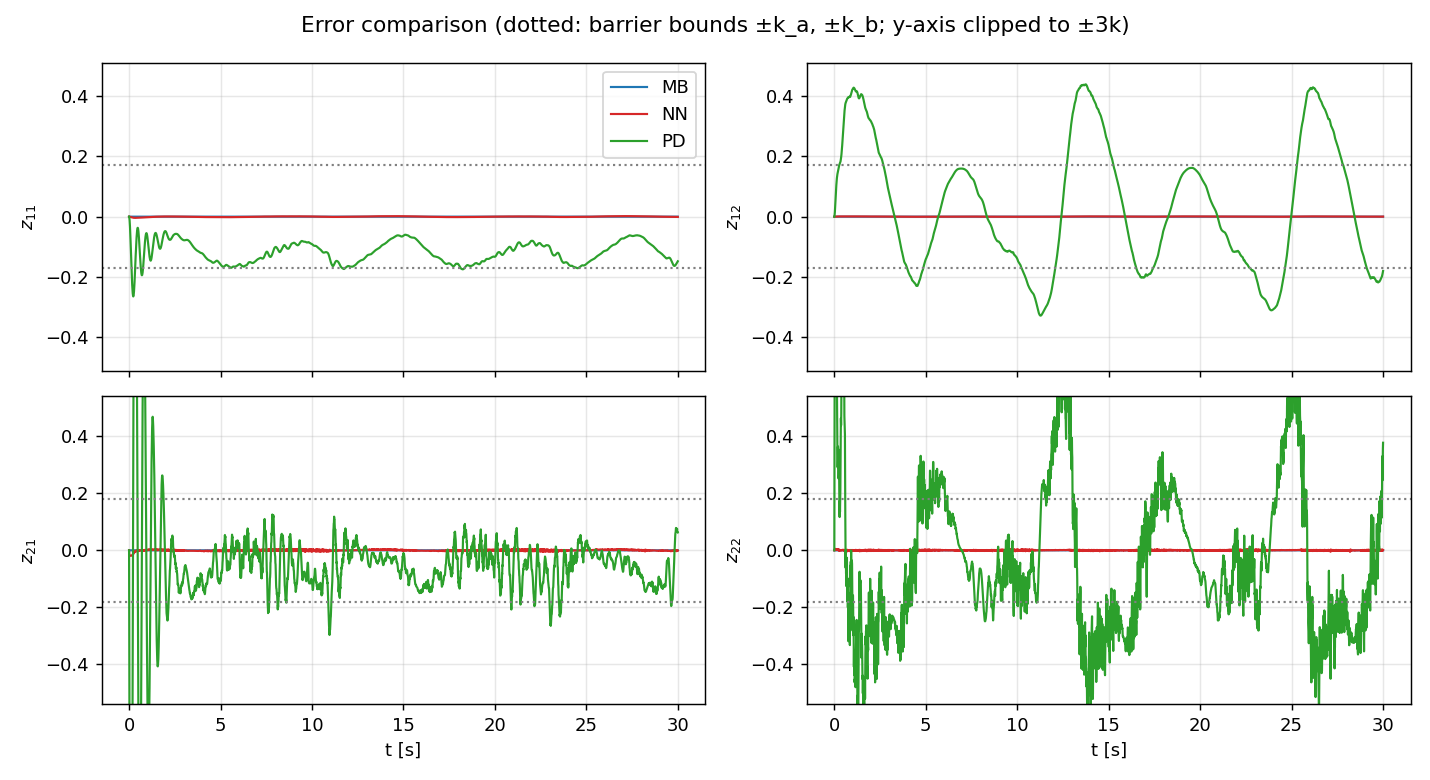 Error comparison (dotted: barrier bounds ±k_a, ±k_b; y-axis clipped to ±3k)
0.4
0.2
0.0
−0.2
−0.4
z₁₁
MB
NN
PD
0.4
0.2
0.0
−0.2
−0.4
z₁₂
0.4
0.2
0.0
−0.2
−0.4
z₂₁
0 5 10 15 20 25 30
t [s]
0.4
0.2
0.0
−0.2
−0.4
z₂₂
0 5 10 15 20 25 30
t [s]